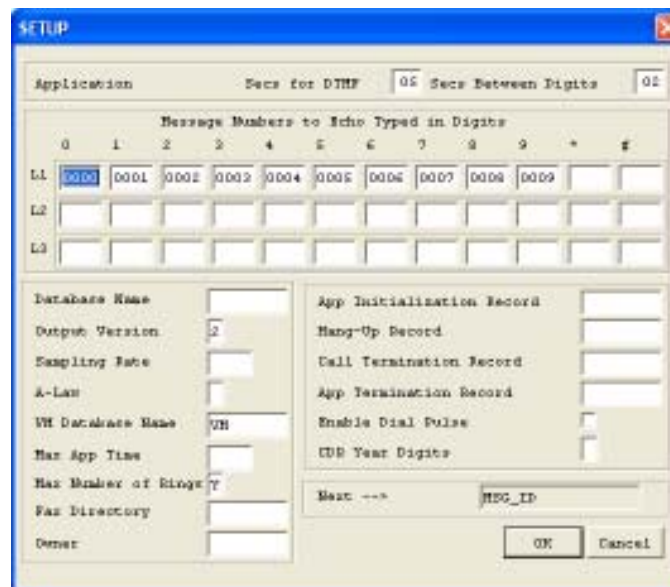 SETUP
Application Secs for DTMF 05 Secs Between Digits 02
Message Numbers to Echo Typed in Digits
0 1 2 3 4 5 6 7 8 9 * #
L1 0000 0001 0002 0003 0004 0005 0006 0007 0008 0009
L2
L3
Database Name
Output Version 2
Sampling Rate
A-Law
VM Database Name VM
Max App Time
Max Number of Rings Y
Fax Directory
Owner
App Initialization Record
Hang-Up Record
Call Termination Record
App Termination Record
Enable Dial Pulse
CDR Year Digits
Next --> MSG_ID
OK Cancel